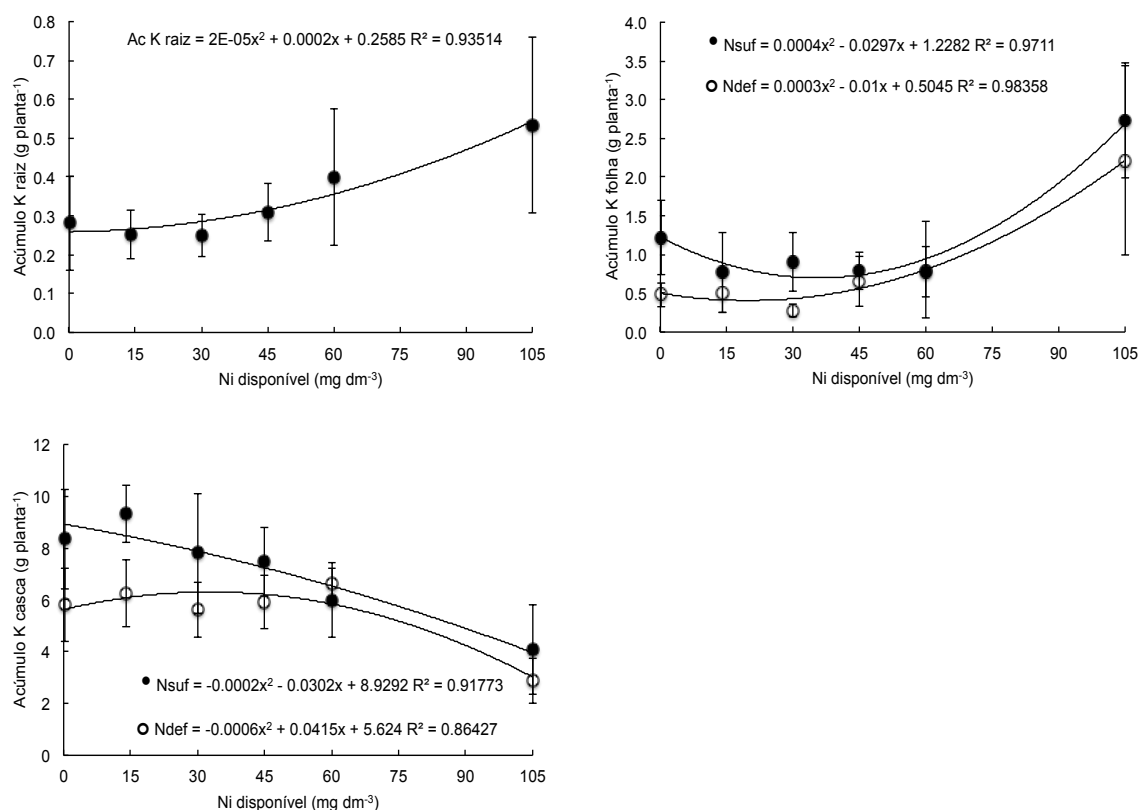 Ac K raiz = 2E-05x² + 0.0002x + 0.2585 R² = 0.93514
Acúmulo K raiz (g planta⁻¹)
0.8
0.7
0.6
0.5
0.4
0.3
0.2
0.1
0.0
0 15 30 45 60 75 90 105
Ni disponível (mg dm⁻³)
Nsuf = 0.0004x² - 0.0297x + 1.2282 R² = 0.9711
Ndef = 0.0003x² - 0.01x + 0.5045 R² = 0.98358
Acúmulo K folha (g planta⁻¹)
4.0
3.5
3.0
2.5
2.0
1.5
1.0
0.5
0.0
0 15 30 45 60 75 90 105
Ni disponível (mg dm⁻³)
Acúmulo K casca (g planta⁻¹)
12
10
8
6
4
2
0
Nsuf = -0.0002x² - 0.0302x + 8.9292 R² = 0.91773
Ndef = -0.0006x² + 0.0415x + 5.624 R² = 0.86427
0 15 30 45 60 75 90 105
Ni disponível (mg dm⁻³)